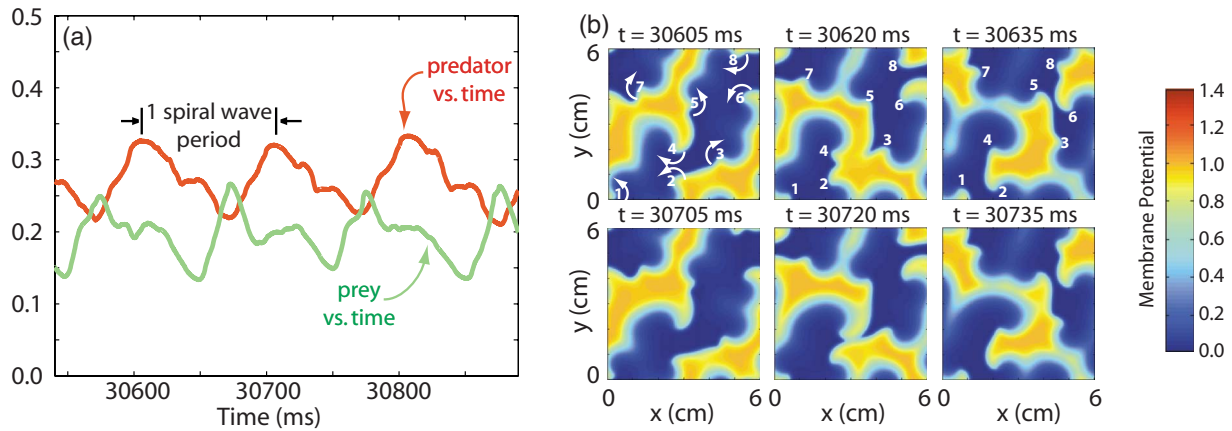 (a)
0.5
0.4
0.3
0.2
0.1
0.0
predator
vs. time
1 spiral wave
period
prey
vs. time
30600
30700
30800
Time (ms)
(b)
t = 30605 ms
t = 30620 ms
t = 30635 ms
6
y (cm)
0
7
8
5
6
4
3
2
1
7
8
5
6
4
3
1
2
7
8
5
6
4
3
1
2
t = 30705 ms
t = 30720 ms
t = 30735 ms
6
y (cm)
0
0
6
0
6
0
6
x (cm)
x (cm)
x (cm)
Membrane Potential
1.4
1.2
1.0
0.8
0.6
0.4
0.2
0.0